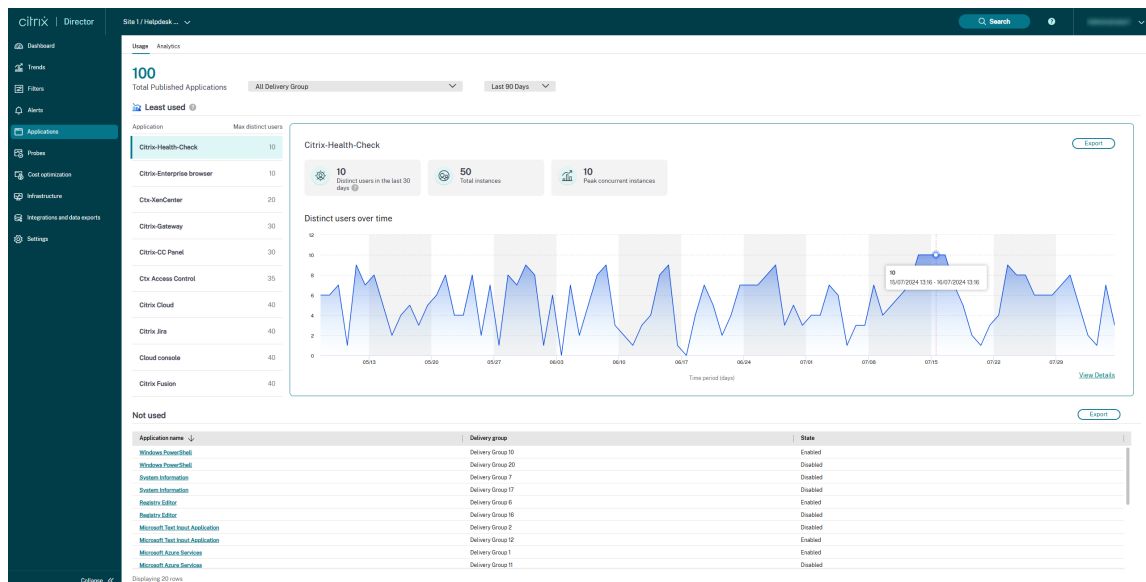 citrix | Director
Site 1 / Helpdesk ...
Search
Dashboard
Trends
Filters
Alerts
Applications
Probes
Cost optimization
Infrastructure
Integrations and data exports
Settings
Collapse
Usage Analytics
100
Total Published Applications
All Delivery Group
Last 90 Days
Least used
Application Max distinct users
Citrix-Health-Check 10
Citrix-Enterprise browser 10
Ctx-XenCenter 20
Citrix-Gateway 30
Citrix-CC Panel 30
Ctx Access Control 35
Citrix Cloud 40
Citrix Jira 40
Cloud console 40
Citrix Fusion 40
Citrix-Health-Check
Export
10
Distinct users in the last 30
days
50
Total instances
10
Peak concurrent instances
Distinct users over time
12
10
8
6
4
2
0
10
15/07/2024 13:16 - 16/07/2024 13:16
05/13 05/20 05/27 06/03 06/10 06/17 06/24 07/01 07/08 07/15 07/22 07/29
Time period (days)
View Details
Not used
Export
Application name Delivery group State
Windows PowerShell Delivery Group 10 Enabled
Windows PowerShell Delivery Group 20 Disabled
System Information Delivery Group 7 Disabled
System Information Delivery Group 17 Disabled
Registry Editor Delivery Group 6 Enabled
Registry Editor Delivery Group 16 Disabled
Microsoft Text Input Application Delivery Group 2 Disabled
Microsoft Text Input Application Delivery Group 12 Enabled
Microsoft Azure Services Delivery Group 1 Enabled
Microsoft Azure Services Delivery Group 11 Disabled
Displaying 20 rows